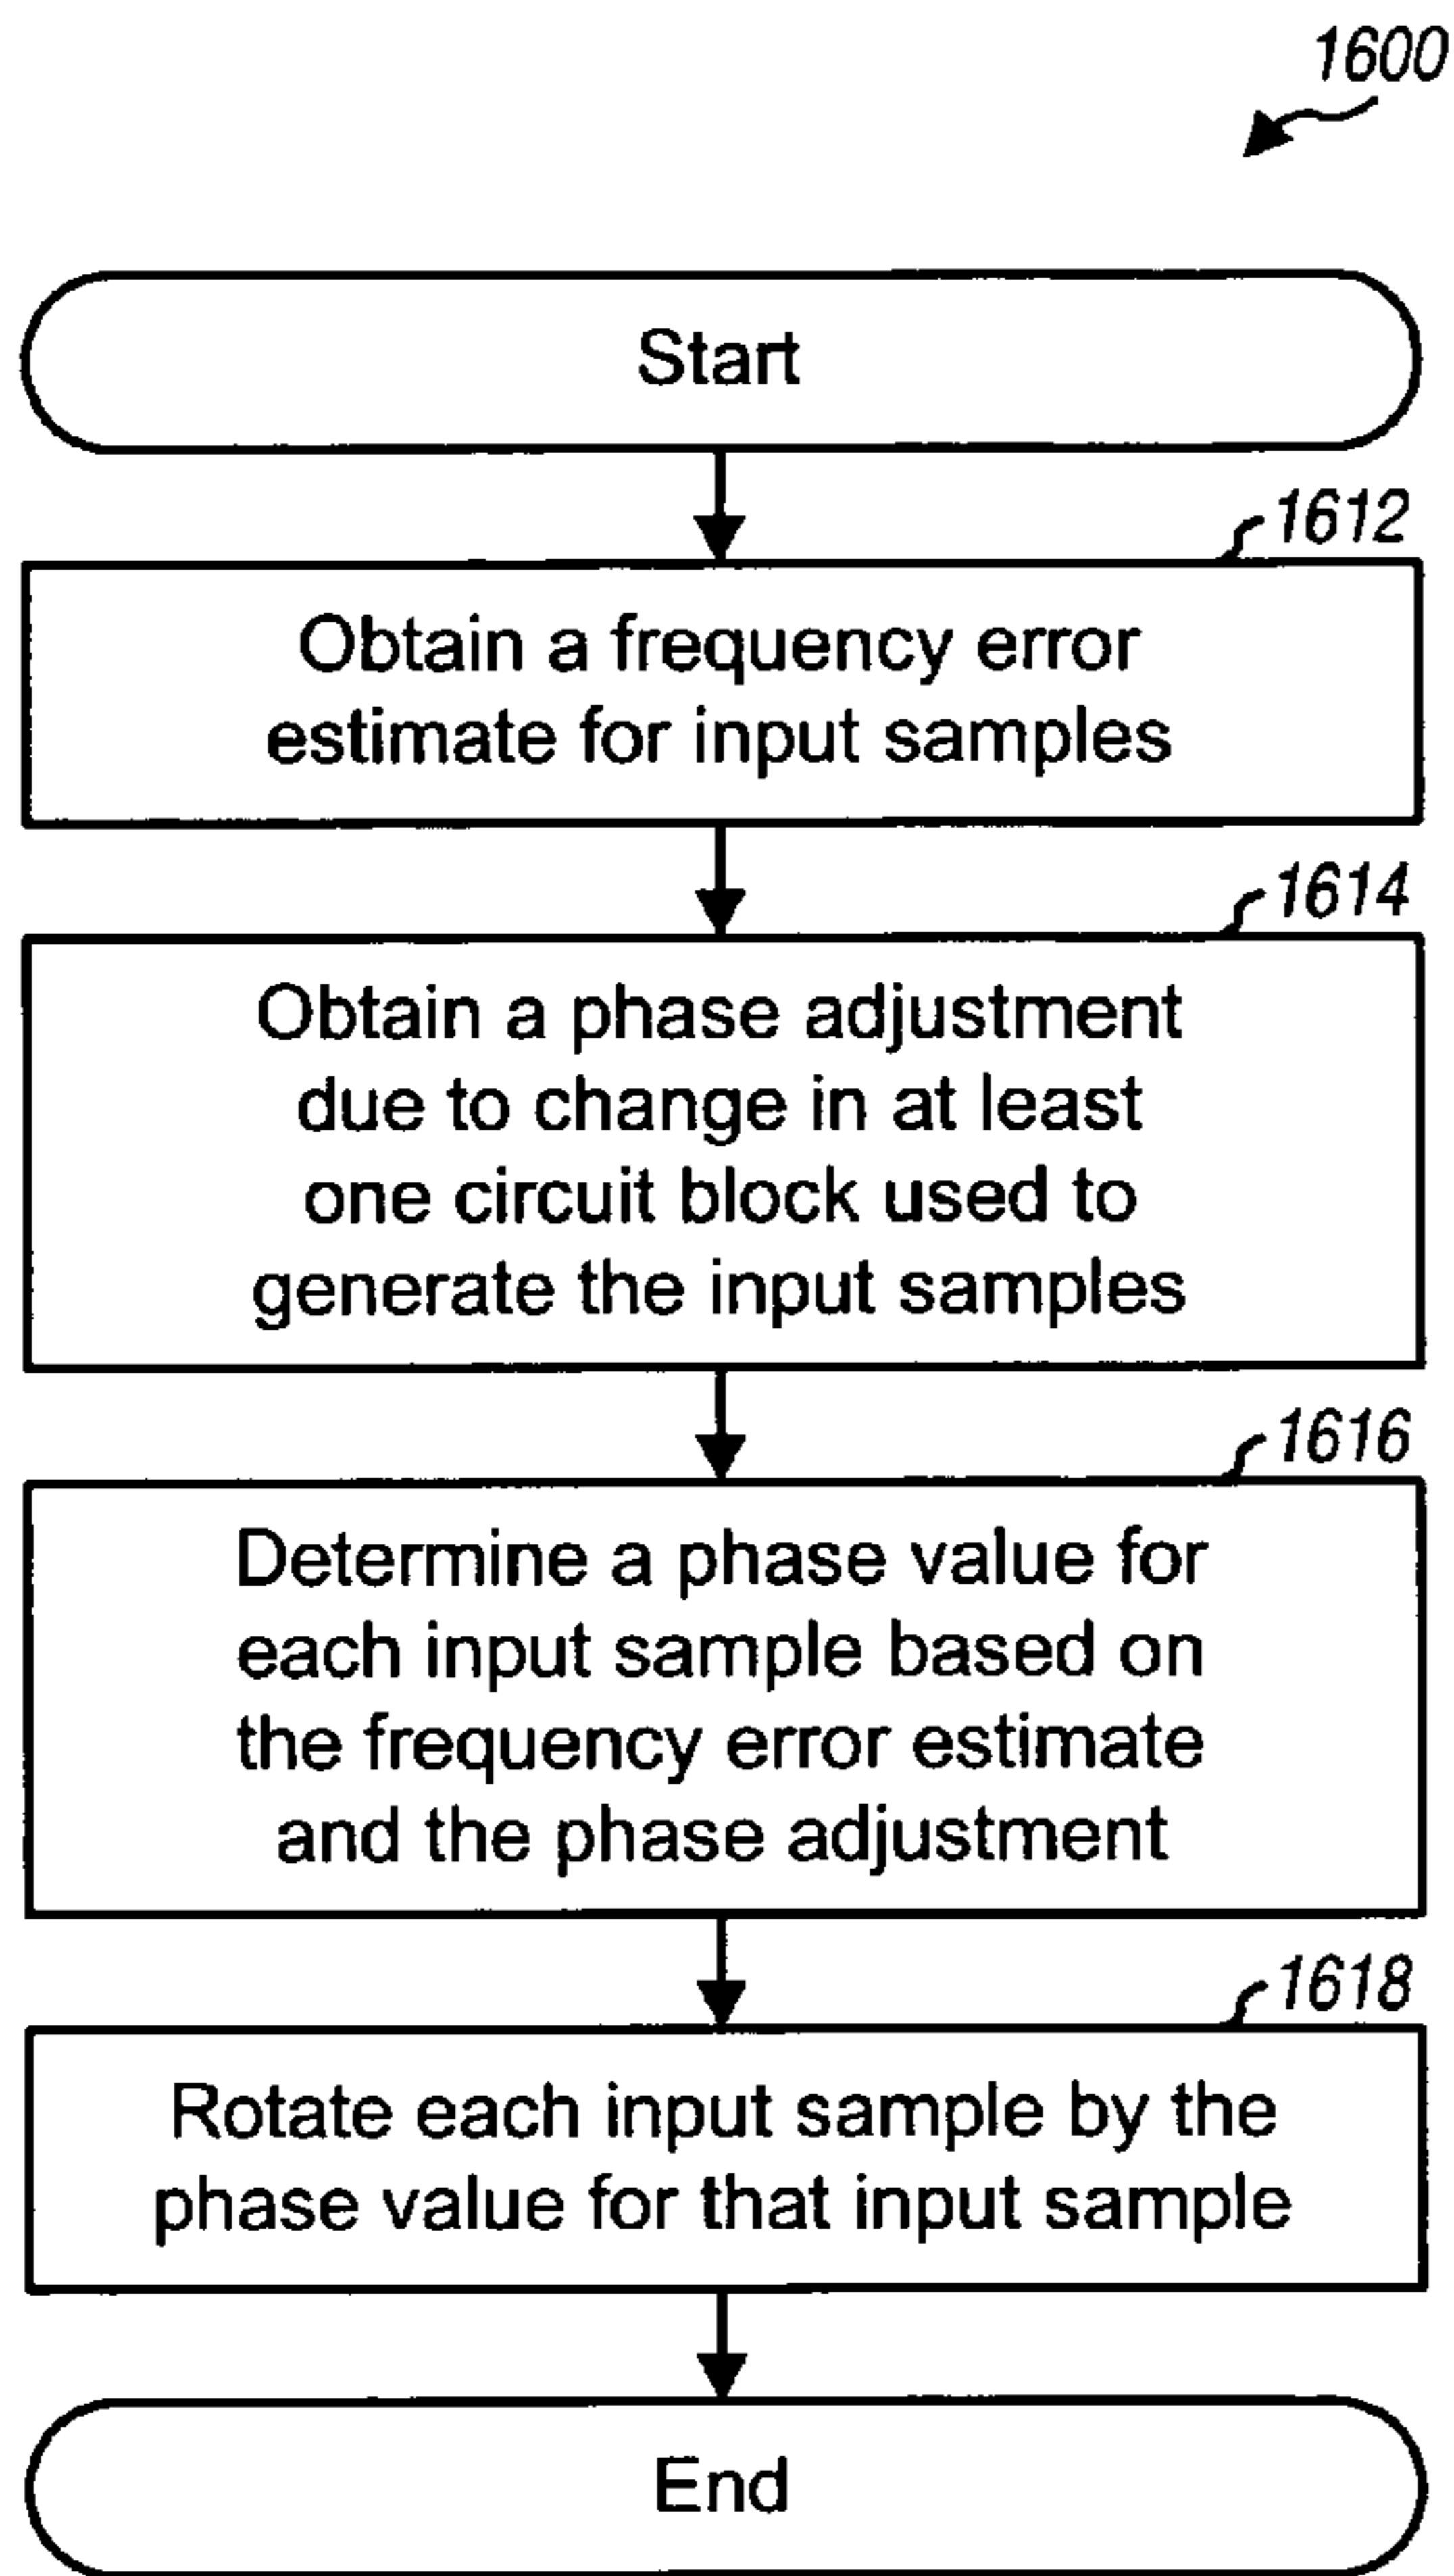 1600
Start
1612
Obtain a frequency error
estimate for input samples
1614
Obtain a phase adjustment
due to change in at least
one circuit block used to
generate the input samples
1616
Determine a phase value for
each input sample based on
the frequency error estimate
and the phase adjustment
1618
Rotate each input sample by the
phase value for that input sample
End